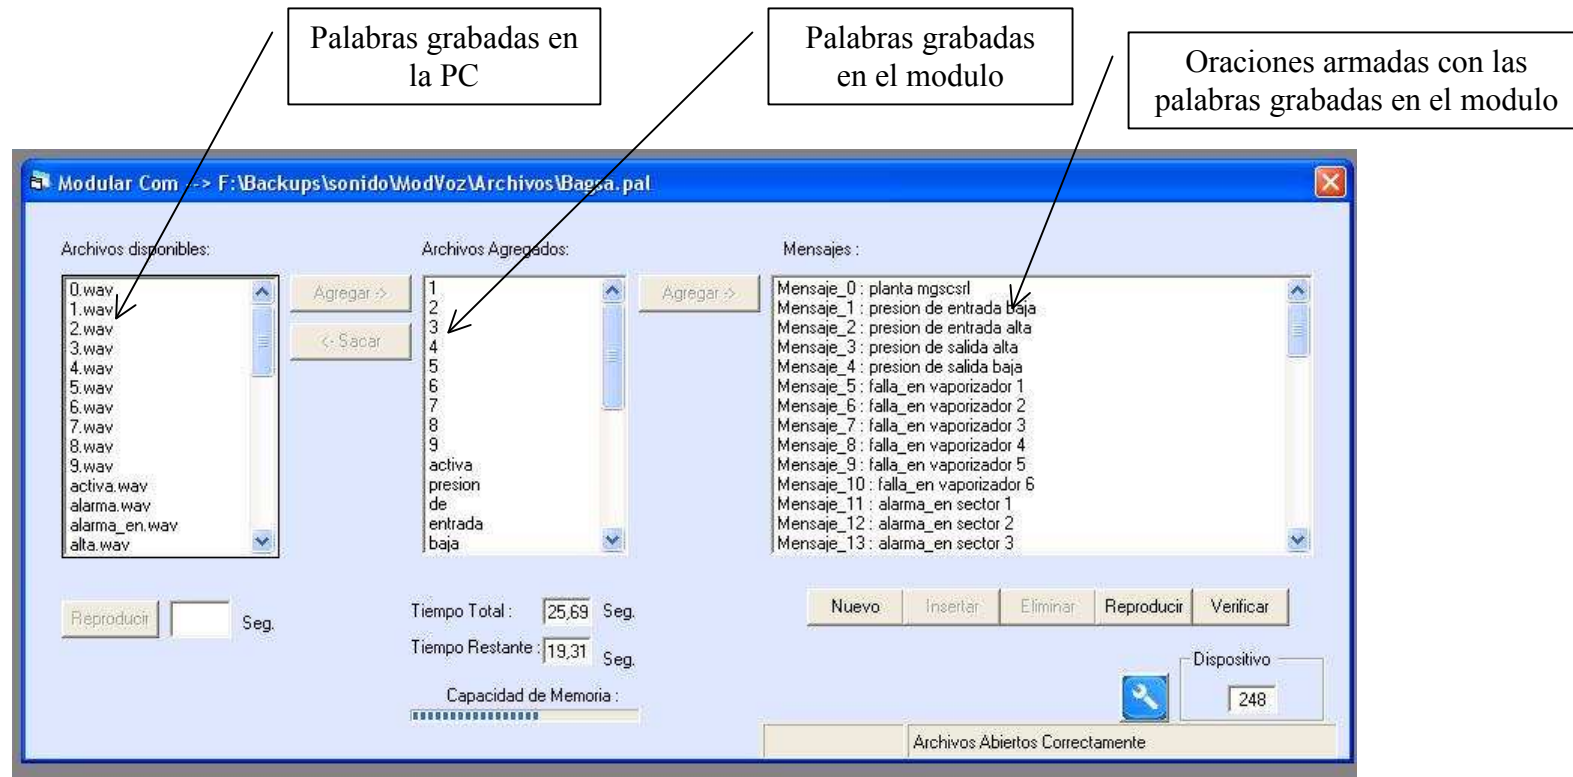 Palabras grabadas en
la PC
Palabras grabadas
en el modulo
Oraciones armadas con las
palabras grabadas en el modulo
Modular Com --> F:\Backups\sonido\ModVoz\Archivos\Bagsa.pal
Archivos disponibles:
0.wav
1.wav
2.wav
3.wav
4.wav
5.wav
6.wav
7.wav
8.wav
9.wav
activa.wav
alarma.wav
alarma_en.wav
alta.wav
Agregar ->
<- Sacar
Archivos Agregados:
1
2
3
4
5
6
7
8
9
activa
presion
de
entrada
baja
Agregar ->
Mensajes :
Mensaje_0 : planta mgscsrl
Mensaje_1 : presion de entrada baja
Mensaje_2 : presion de entrada alta
Mensaje_3 : presion de salida alta
Mensaje_4 : presion de salida baja
Mensaje_5 : falla_en vaporizador 1
Mensaje_6 : falla_en vaporizador 2
Mensaje_7 : falla_en vaporizador 3
Mensaje_8 : falla_en vaporizador 4
Mensaje_9 : falla_en vaporizador 5
Mensaje_10 : falla_en vaporizador 6
Mensaje_11 : alarma_en sector 1
Mensaje_12 : alarma_en sector 2
Mensaje_13 : alarma_en sector 3
Reproducir Seg.
Tiempo Total : 25,69 Seg.
Tiempo Restante : 19,31 Seg.
Capacidad de Memoria :
Nuevo Insertar Eliminar Reproducir Verificar
Dispositivo
248
Archivos Abiertos Correctamente